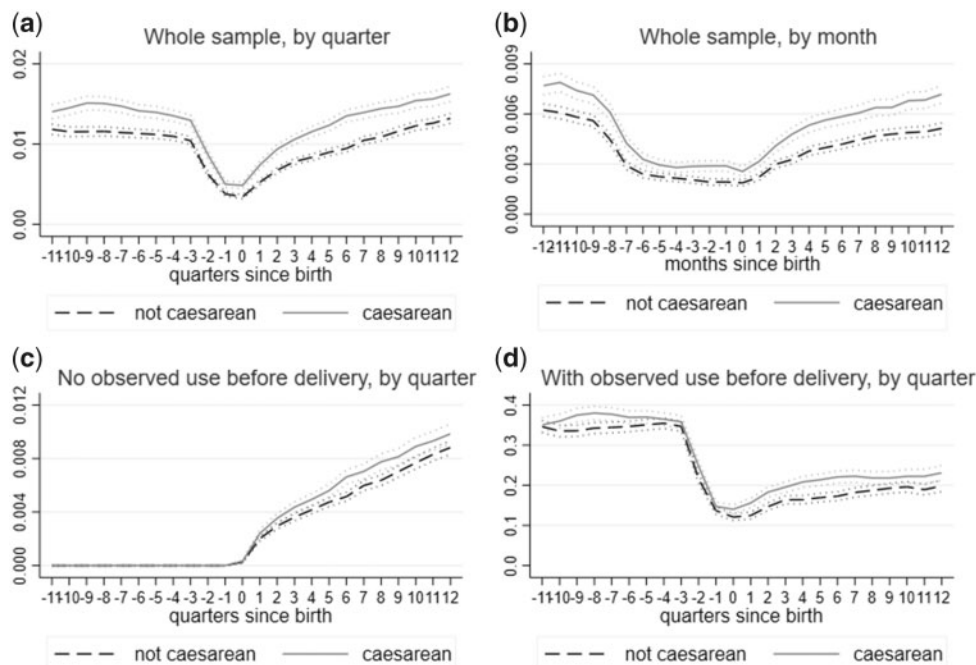 (a)
Whole sample, by quarter
0.02
0.01
0.00
-11-10-9 -8 -7 -6 -5 -4 -3 -2 -1 0 1 2 3 4 5 6 7 8 9 10 11 12
quarters since birth
not caesarean caesarean
(b)
Whole sample, by month
0.009
0.006
0.003
0.000
-12-11-10-9 -8 -7 -6 -5 -4 -3 -2 -1 0 1 2 3 4 5 6 7 8 9 10 11 12
months since birth
not caesarean caesarean
(c)
No observed use before delivery, by quarter
0.012
0.008
0.004
0.000
-11-10-9 -8 -7 -6 -5 -4 -3 -2 -1 0 1 2 3 4 5 6 7 8 9 10 11 12
quarters since birth
not caesarean caesarean
(d)
With observed use before delivery, by quarter
0.4
0.3
0.2
0.1
0.0
-11-10-9 -8 -7 -6 -5 -4 -3 -2 -1 0 1 2 3 4 5 6 7 8 9 10 11 12
quarters since birth
not caesarean caesarean